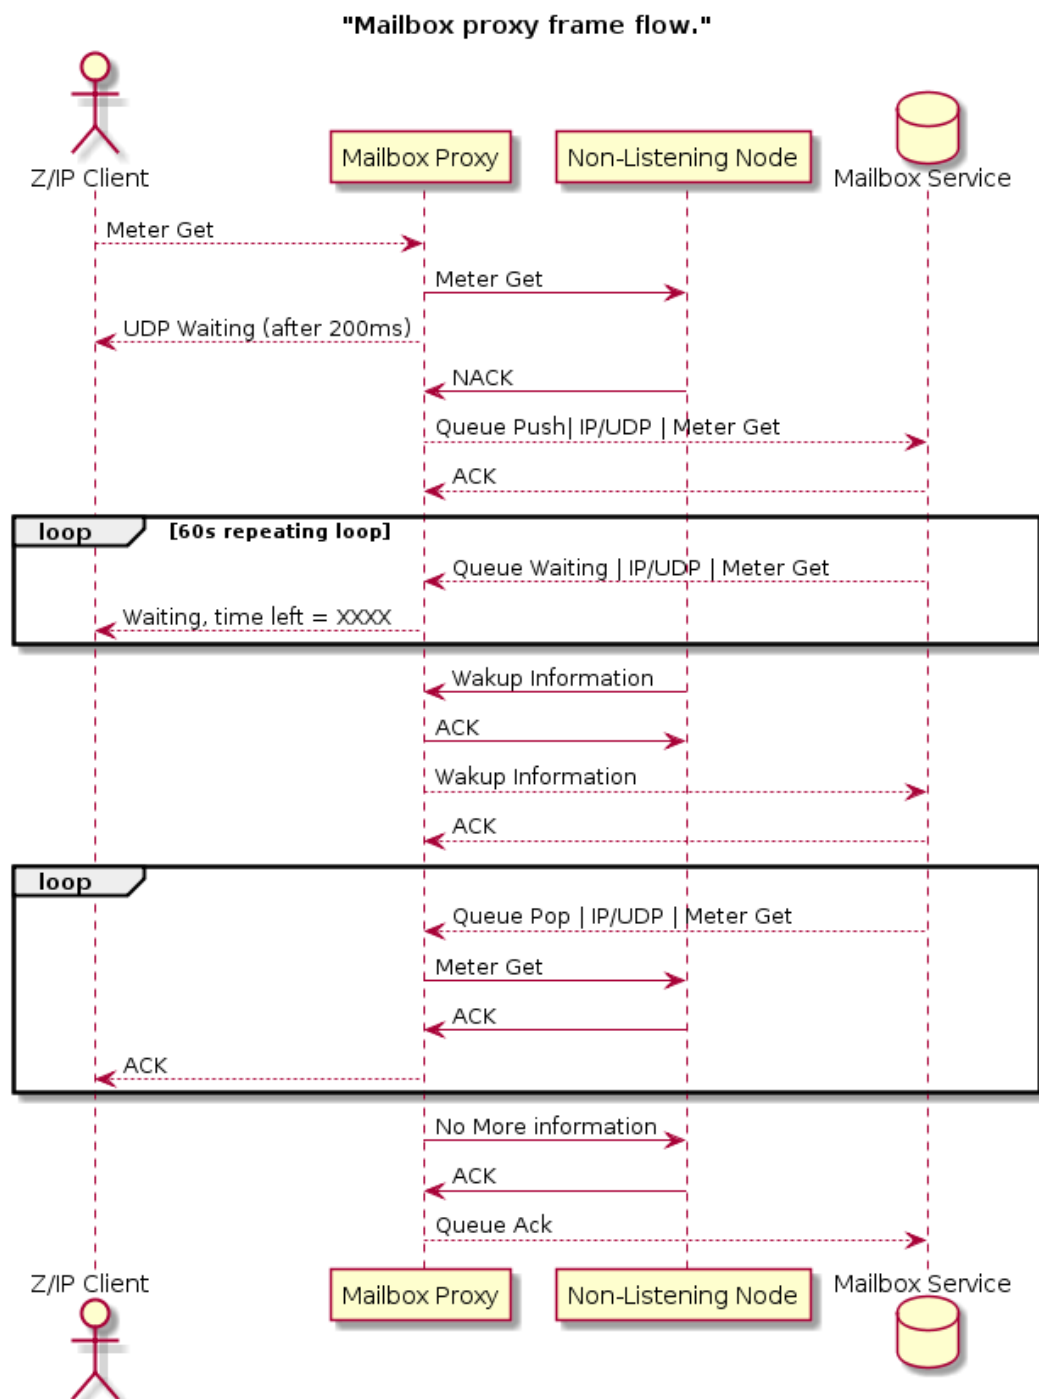 "Mailbox proxy frame flow."
Z/IP Client
Mailbox Proxy
Non-Listening Node
Mailbox Service
Meter Get
Meter Get
UDP Waiting (after 200ms)
NACK
Queue Push| IP/UDP | Meter Get
ACK
loop [60s repeating loop]
Queue Waiting | IP/UDP | Meter Get
Waiting, time left = XXXX
Wakup Information
ACK
Wakup Information
ACK
loop
Queue Pop | IP/UDP | Meter Get
Meter Get
ACK
ACK
No More information
ACK
Queue Ack
Z/IP Client
Mailbox Proxy
Non-Listening Node
Mailbox Service